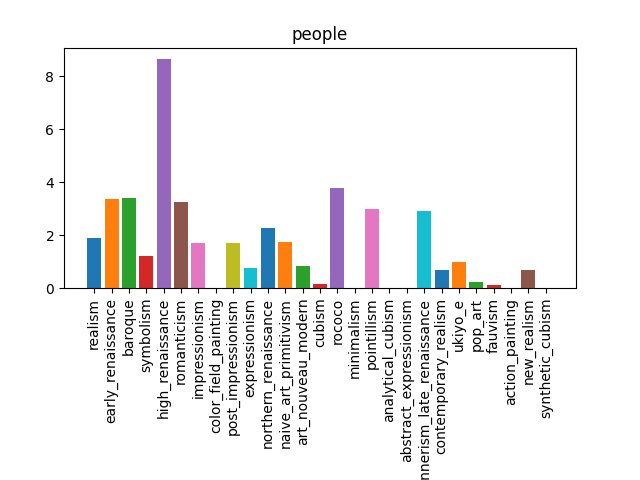 people
8
6
4
2
0
realism
early_renaissance
baroque
symbolism
high_renaissance
romanticism
impressionism
color_field_painting
post_impressionism
expressionism
northern_renaissance
naive_art_primitivism
art_nouveau_modern
cubism
rococo
minimalism
pointillism
analytical_cubism
abstract_expressionism
nnerism_late_renaissance
contemporary_realism
ukiyo_e
pop_art
fauvism
action_painting
new_realism
synthetic_cubism